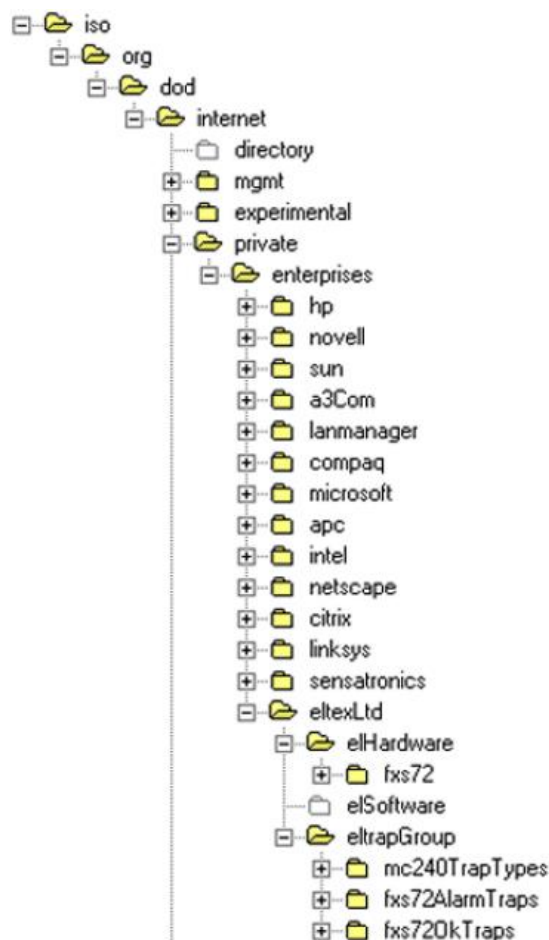 iso
org
dod
internet
directory
mgmt
experimental
private
enterprises
hp
novell
sun
a3Com
lanmanager
compaq
microsoft
apc
intel
netscape
citrix
linksys
sensatronics
eltexLtd
elHardware
fxs72
elSoftware
eltrapGroup
mc240TrapTypes
fxs72AlarmTraps
fxs72OkTraps